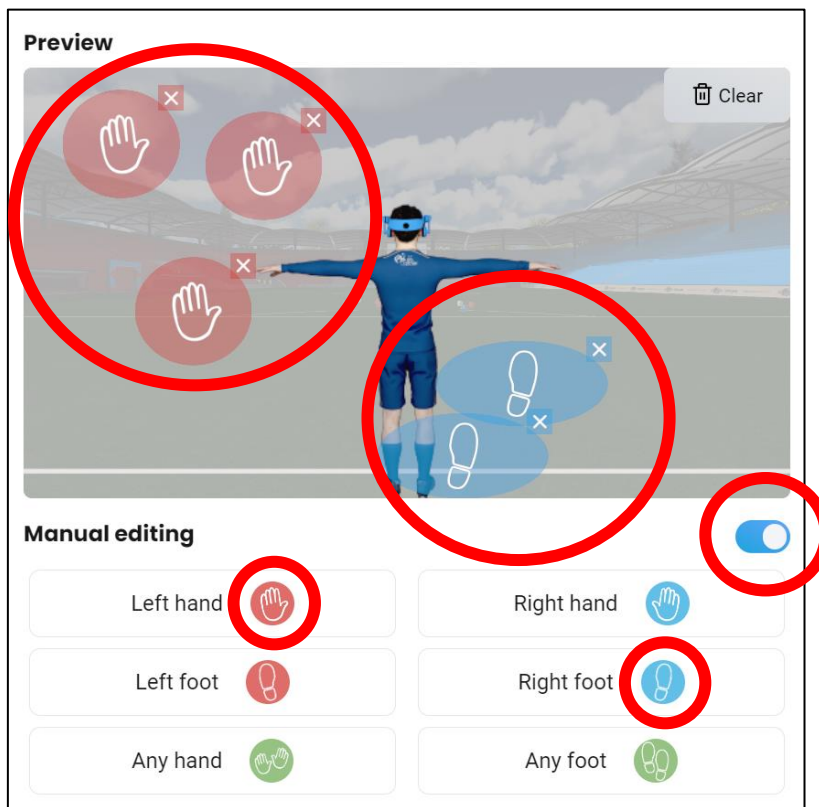 Preview
Clear
Manual editing
Left hand
Right hand
Left foot
Right foot
Any hand
Any foot